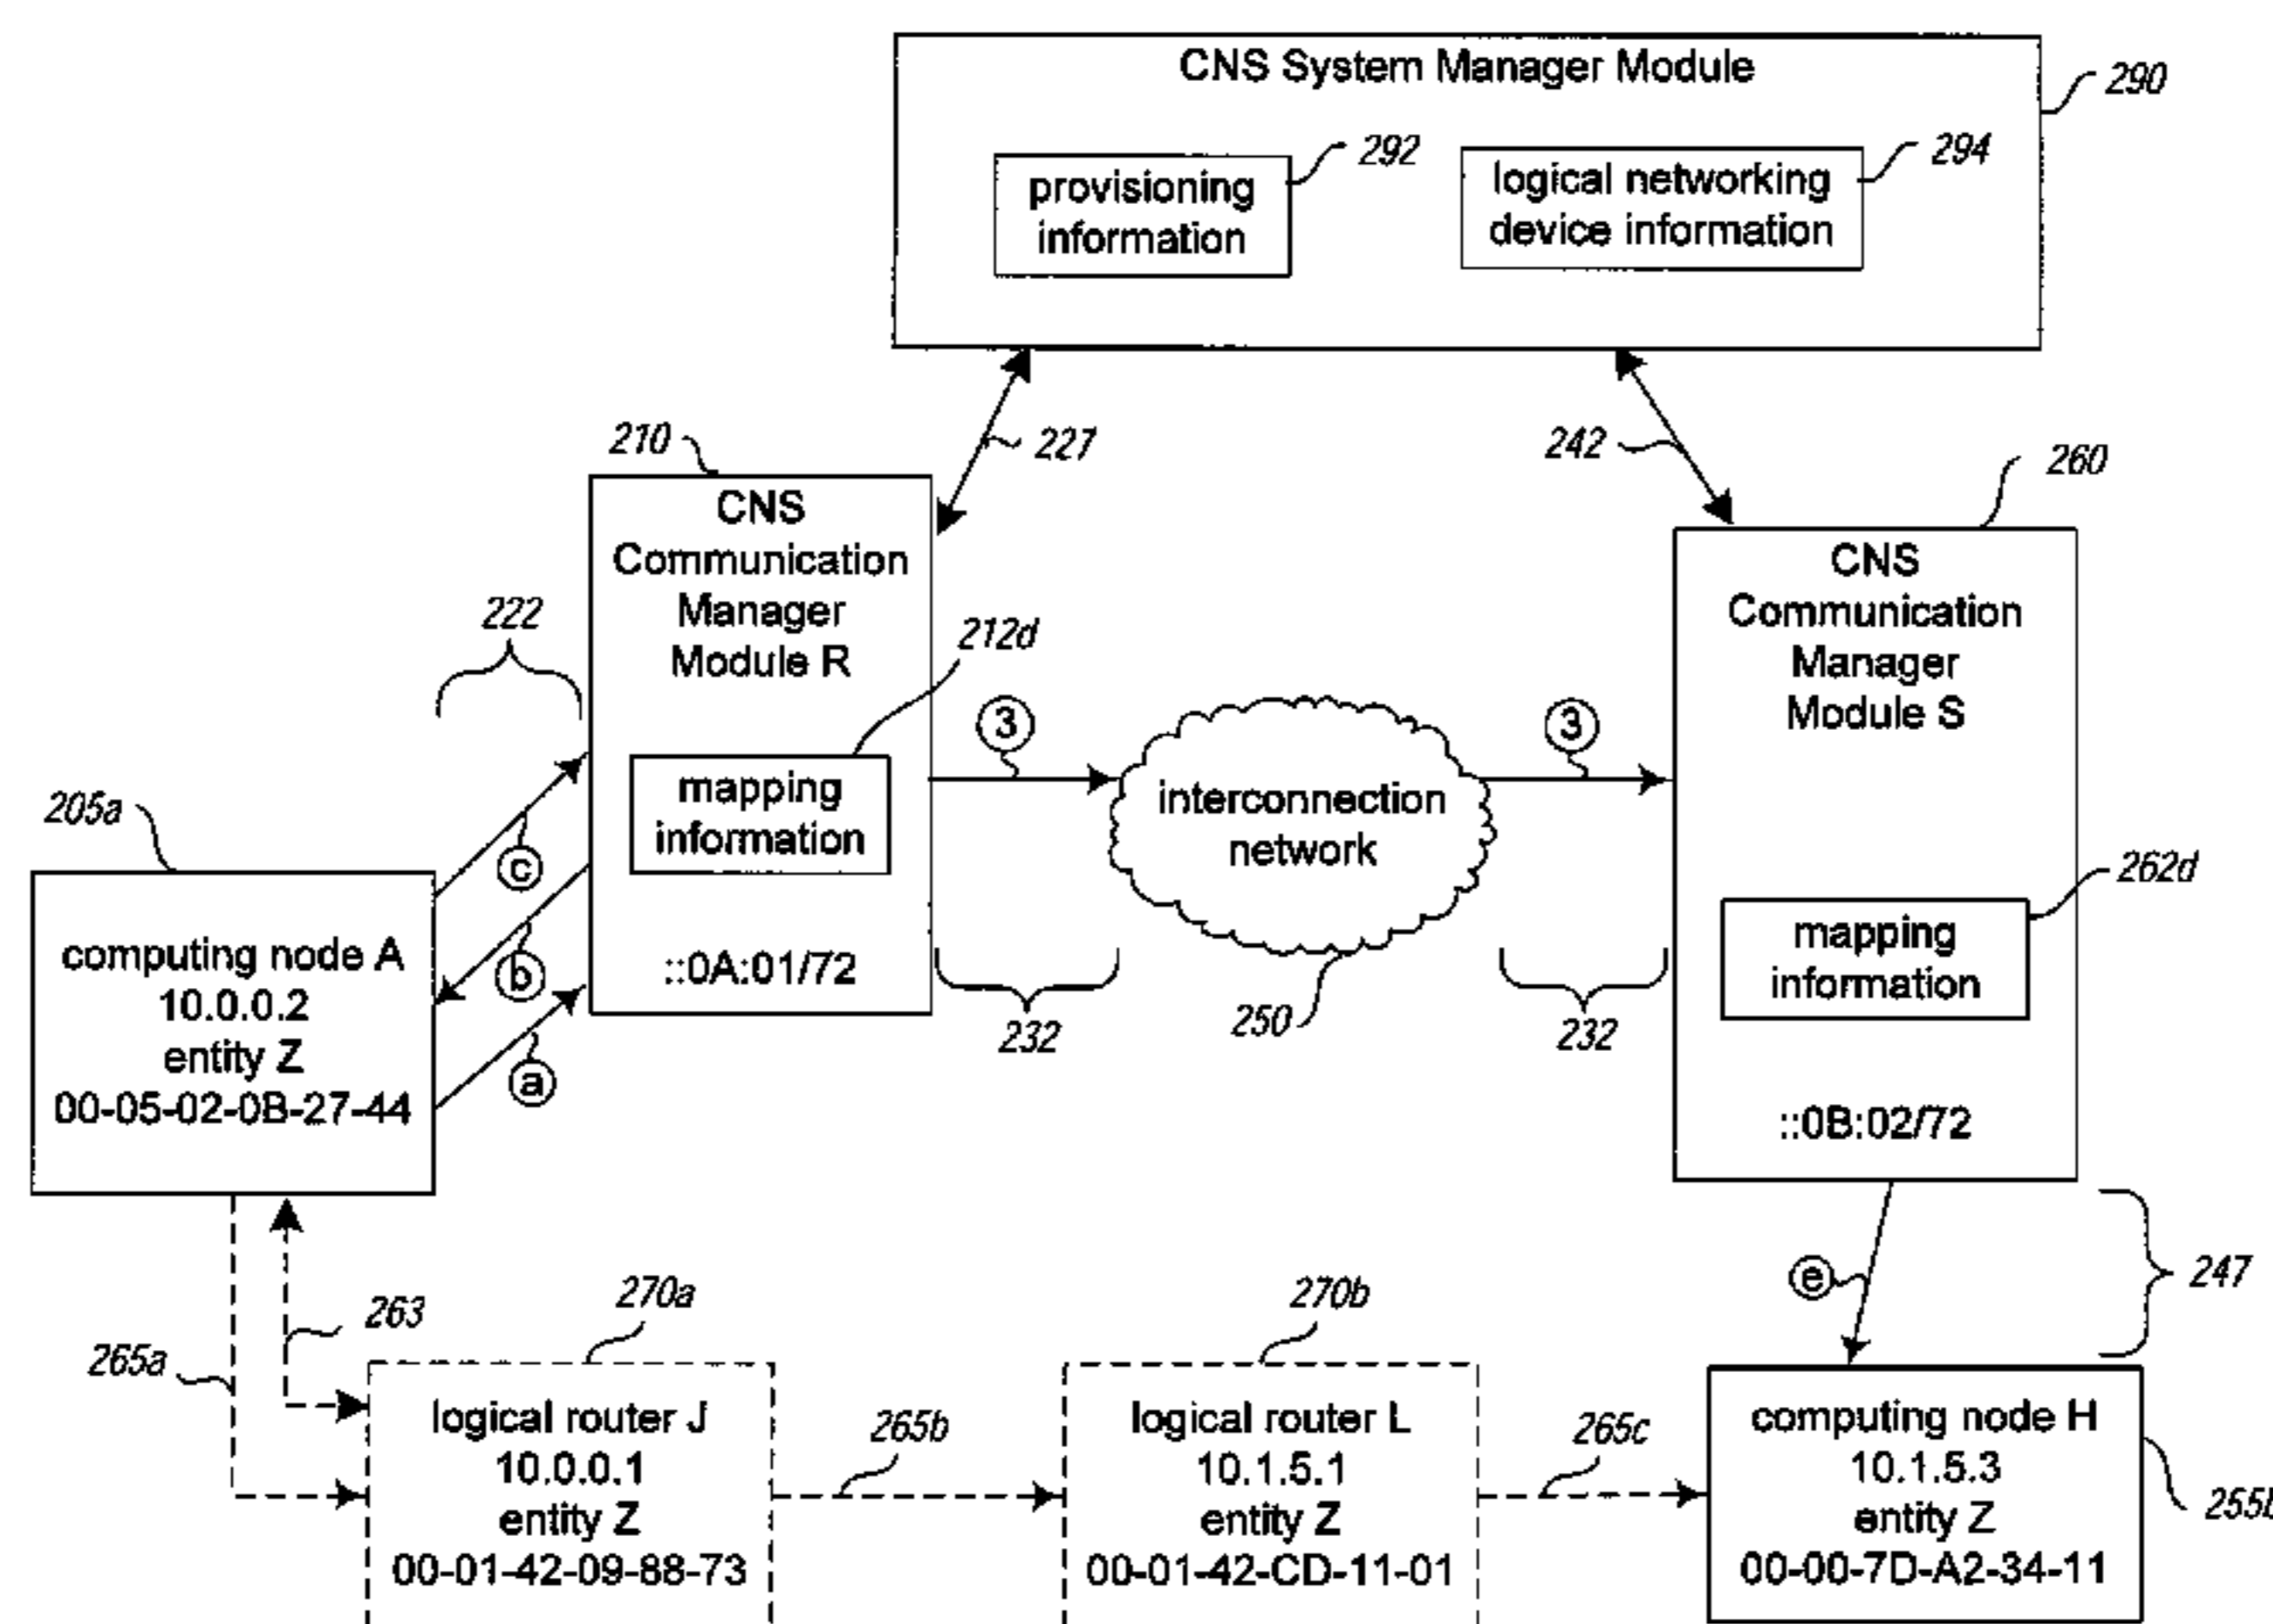 CNS System Manager Module
290
provisioning
information
292
logical networking
device information
294
227
242
210
CNS
Communication
Manager
Module R
212d
mapping
information
::0A:01/72
260
CNS
Communication
Manager
Module S
262d
mapping
information
::0B:02/72
222
3
3
interconnection
network
250
232
232
205a
computing node A
10.0.0.2
entity Z
00-05-02-0B-27-44
c
b
a
e
247
265a
263
270a
logical router J
10.0.0.1
entity Z
00-01-42-09-88-73
265b
270b
logical router L
10.1.5.1
entity Z
00-01-42-CD-11-01
265c
computing node H
10.1.5.3
entity Z
00-00-7D-A2-34-11
255b